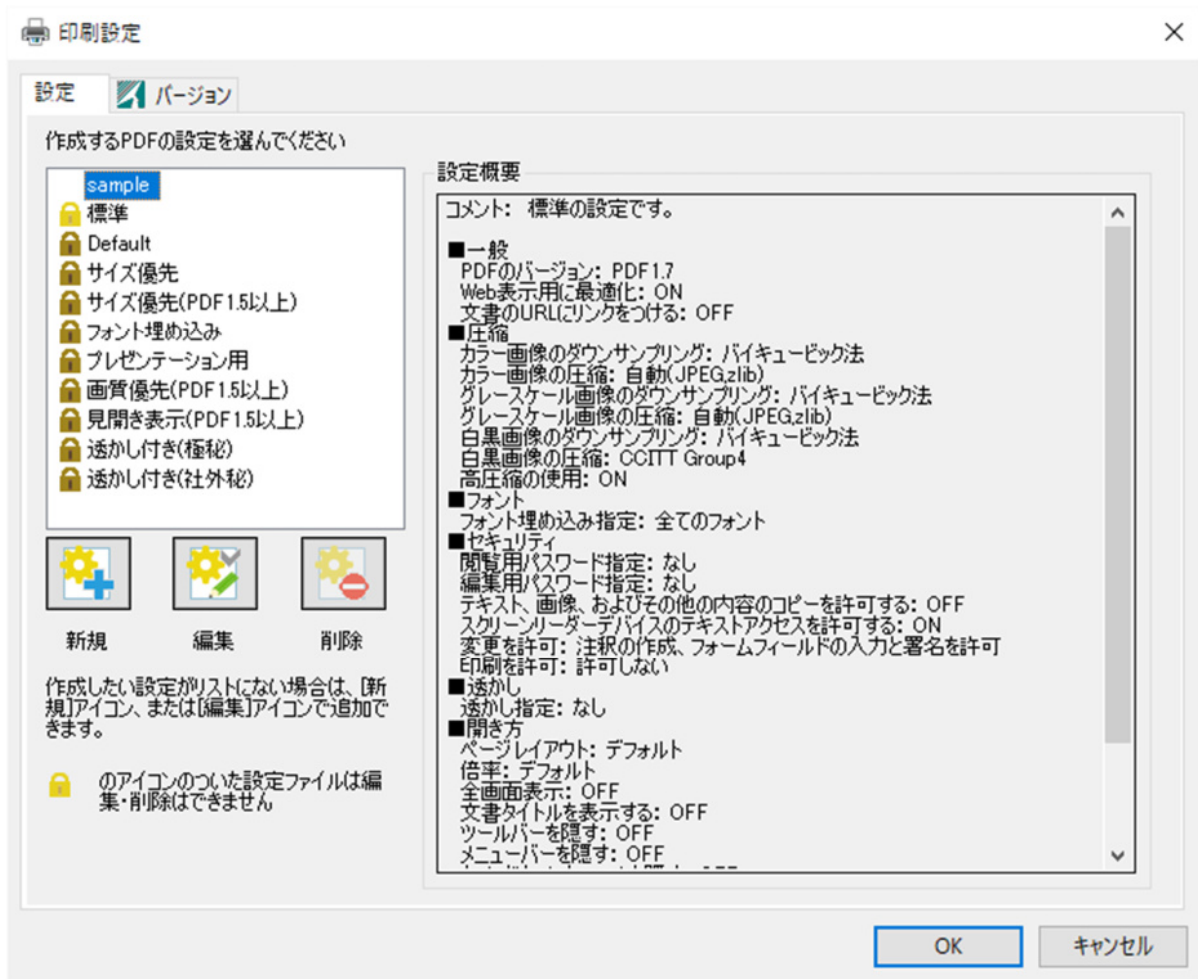 印刷設定
設定
バージョン
作成するPDFの設定を選んでください
sample
標準
Default
サイズ優先
サイズ優先(PDF1.5以上)
フォント埋め込み
プレゼンテーション用
画質優先(PDF1.5以上)
見開き表示(PDF1.5以上)
透かし付き(極秘)
透かし付き(社外秘)
新規
編集
削除
作成したい設定がリストにない場合は、[新
規]アイコン、または[編集]アイコンで追加で
きます。
のアイコンのついた設定ファイルは編
集・削除はできません
設定概要
コメント: 標準の設定です。
■一般
PDFのバージョン: PDF1.7
Web表示用に最適化: ON
文書のURLにリンクをつける: OFF
■圧縮
カラー画像のダウンサンプリング: バイキュービック法
カラー画像の圧縮: 自動(JPEG,zlib)
グレースケール画像のダウンサンプリング: バイキュービック法
グレースケール画像の圧縮: 自動(JPEG,zlib)
白黒画像のダウンサンプリング: バイキュービック法
白黒画像の圧縮: CCITT Group4
高圧縮の使用: ON
■フォント
フォント埋め込み指定: 全てのフォント
■セキュリティ
閲覧用パスワード指定: なし
編集用パスワード指定: なし
テキスト、画像、およびその他の内容のコピーを許可する: OFF
スクリーンリーダーデバイスのテキストアクセスを許可する: ON
変更を許可: 注釈の作成、フォームフィールドの入力と署名を許可
印刷を許可: 許可しない
■透かし
透かし指定: なし
■開き方
ページレイアウト: デフォルト
倍率: デフォルト
全画面表示: OFF
文書タイトルを表示する: OFF
ツールバーを隠す: OFF
メニューバーを隠す: OFF
OK
キャンセル